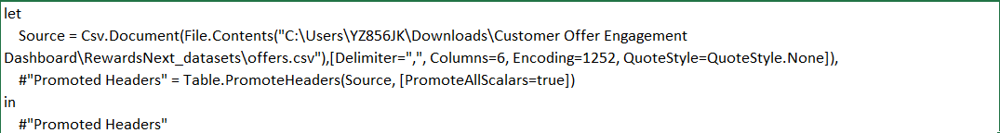 let
    Source = Csv.Document(File.Contents("C:\Users\YZ856JK\Downloads\Customer Offer Engagement
Dashboard\RewardsNext_datasets\offers.csv"),[Delimiter=",", Columns=6, Encoding=1252, QuoteStyle=QuoteStyle.None]),
    #"Promoted Headers" = Table.PromoteHeaders(Source, [PromoteAllScalars=true])
in
    #"Promoted Headers"